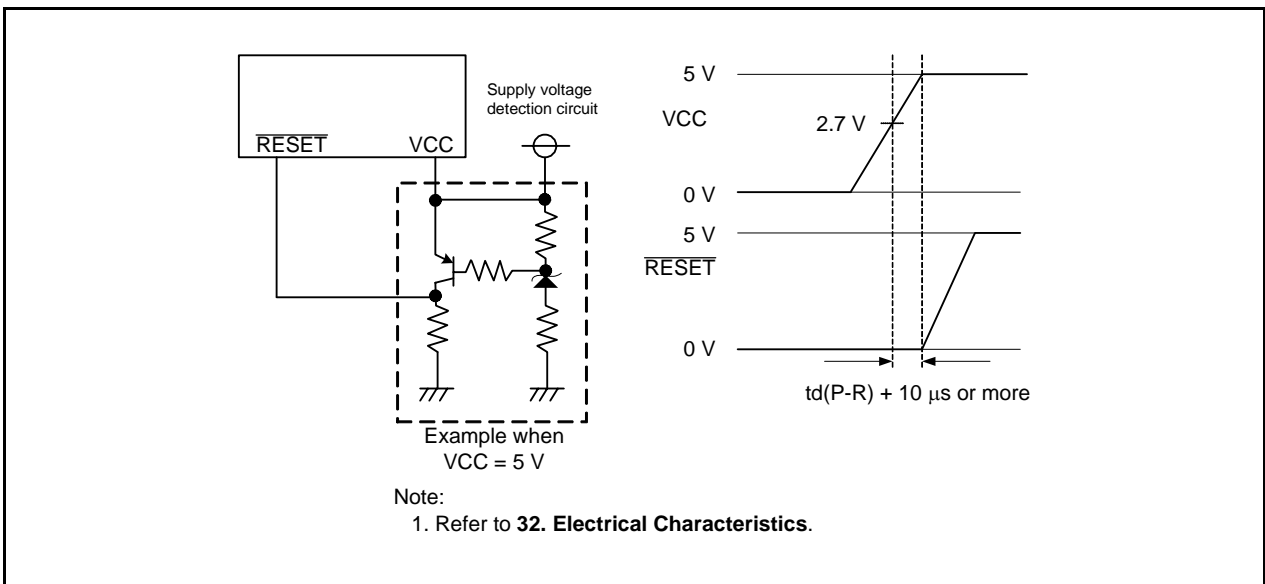 RESET
VCC
Supply voltage
detection circuit
Example when
VCC = 5 V
5 V
VCC
2.7 V
0 V
5 V
RESET
0 V
td(P-R) + 10 μs or more
Note:
1. Refer to 32. Electrical Characteristics.